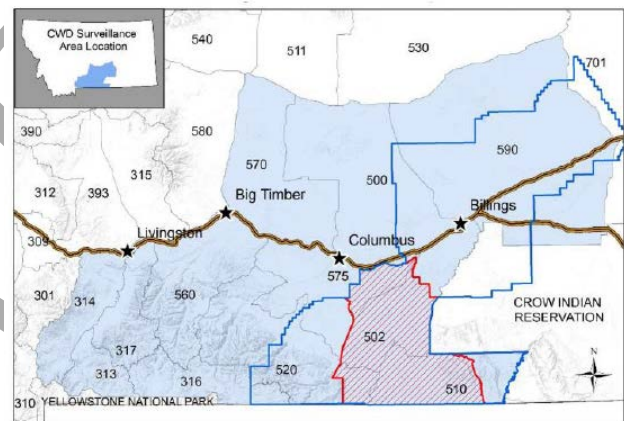 CWD Surveillance
Area Location
540
511
530
701
390
580
590
315
570
312
393
500
Big Timber
Billings
Livingston
309
Columbus
575
301
314
560
CROW INDIAN
RESERVATION
502
317
520
N
313
316
510
310
YELLOWSTONE NATIONAL PARK